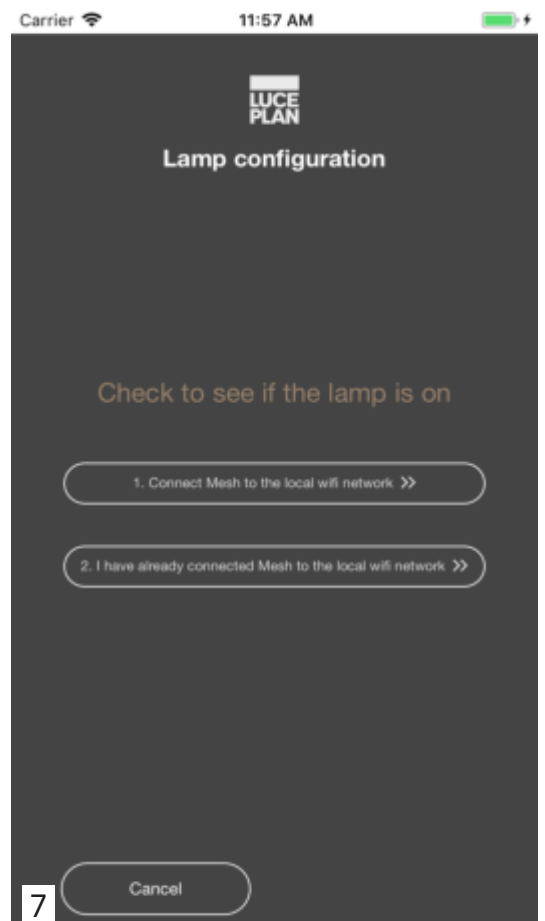 Carrier 11:57 AM
LUCE
PLAN
Lamp configuration
Check to see if the lamp is on
1. Connect Mesh to the local wifi network >>
2. I have already connected Mesh to the local wifi network >>
Cancel
7